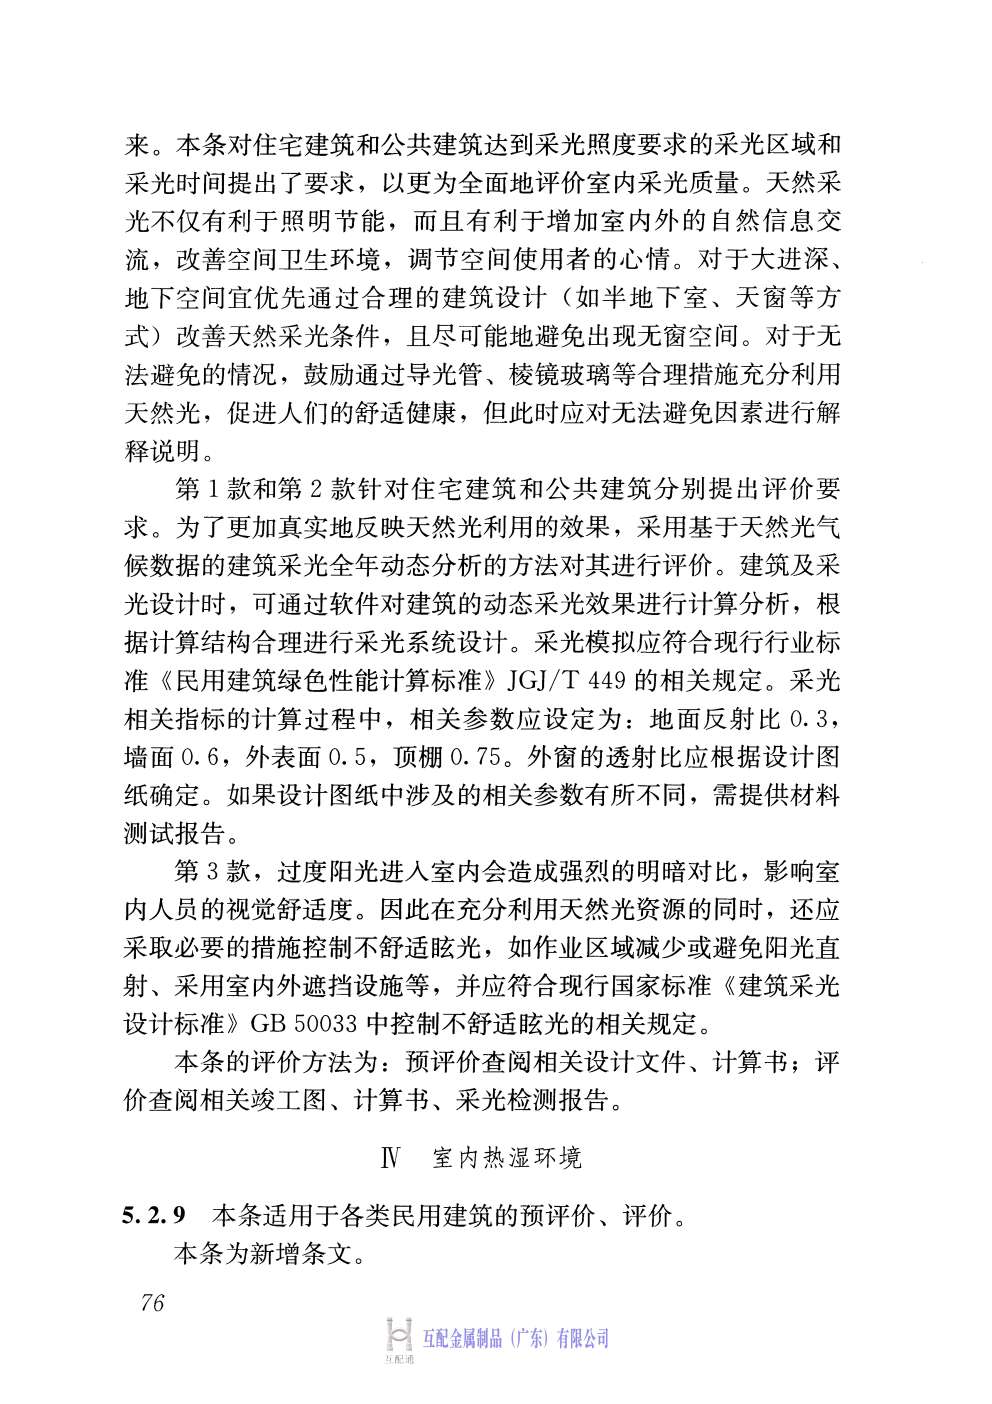 来。本条对住宅建筑和公共建筑达到采光照度要求的采光区域和
采光时间提出了要求，以更为全面地评价室内采光质量。天然采
光不仅有利于照明节能，而且有利于增加室内外的自然信息交
流，改善空间卫生环境，调节空间使用者的心情。对于大进深、
地下空间宜优先通过合理的建筑设计（如半地下室、天窗等方
式）改善天然采光条件，且尽可能地避免出现无窗空间。对于无
法避免的情况，鼓励通过导光管、棱镜玻璃等合理措施充分利用
天然光，促进人们的舒适健康，但此时应对无法避免因素进行解
释说明。
第 1 款和第 2 款针对住宅建筑和公共建筑分别提出评价要
求。为了更加真实地反映天然光利用的效果，采用基于天然光气
候数据的建筑采光全年动态分析的方法对其进行评价。建筑及采
光设计时，可通过软件对建筑的动态采光效果进行计算分析，根
据计算结构合理进行采光系统设计。采光模拟应符合现行行业标
准《民用建筑绿色性能计算标准》JGJ/T 449 的相关规定。采光
相关指标的计算过程中，相关参数应设定为：地面反射比 0.3，
墙面 0.6，外表面 0.5，顶棚 0.75。外窗的透射比应根据设计图
纸确定。如果设计图纸中涉及的相关参数有所不同，需提供材料
测试报告。
第 3 款，过度阳光进入室内会造成强烈的明暗对比，影响室
内人员的视觉舒适度。因此在充分利用天然光资源的同时，还应
采取必要的措施控制不舒适眩光，如作业区域减少或避免阳光直
射、采用室内外遮挡设施等，并应符合现行国家标准《建筑采光
设计标准》GB 50033 中控制不舒适眩光的相关规定。
本条的评价方法为：预评价查阅相关设计文件、计算书；评
价查阅相关竣工图、计算书、采光检测报告。
Ⅳ 室内热湿环境
5.2.9 本条适用于各类民用建筑的预评价、评价。
本条为新增条文。
76
互配金属制品（广东）有限公司
互配通